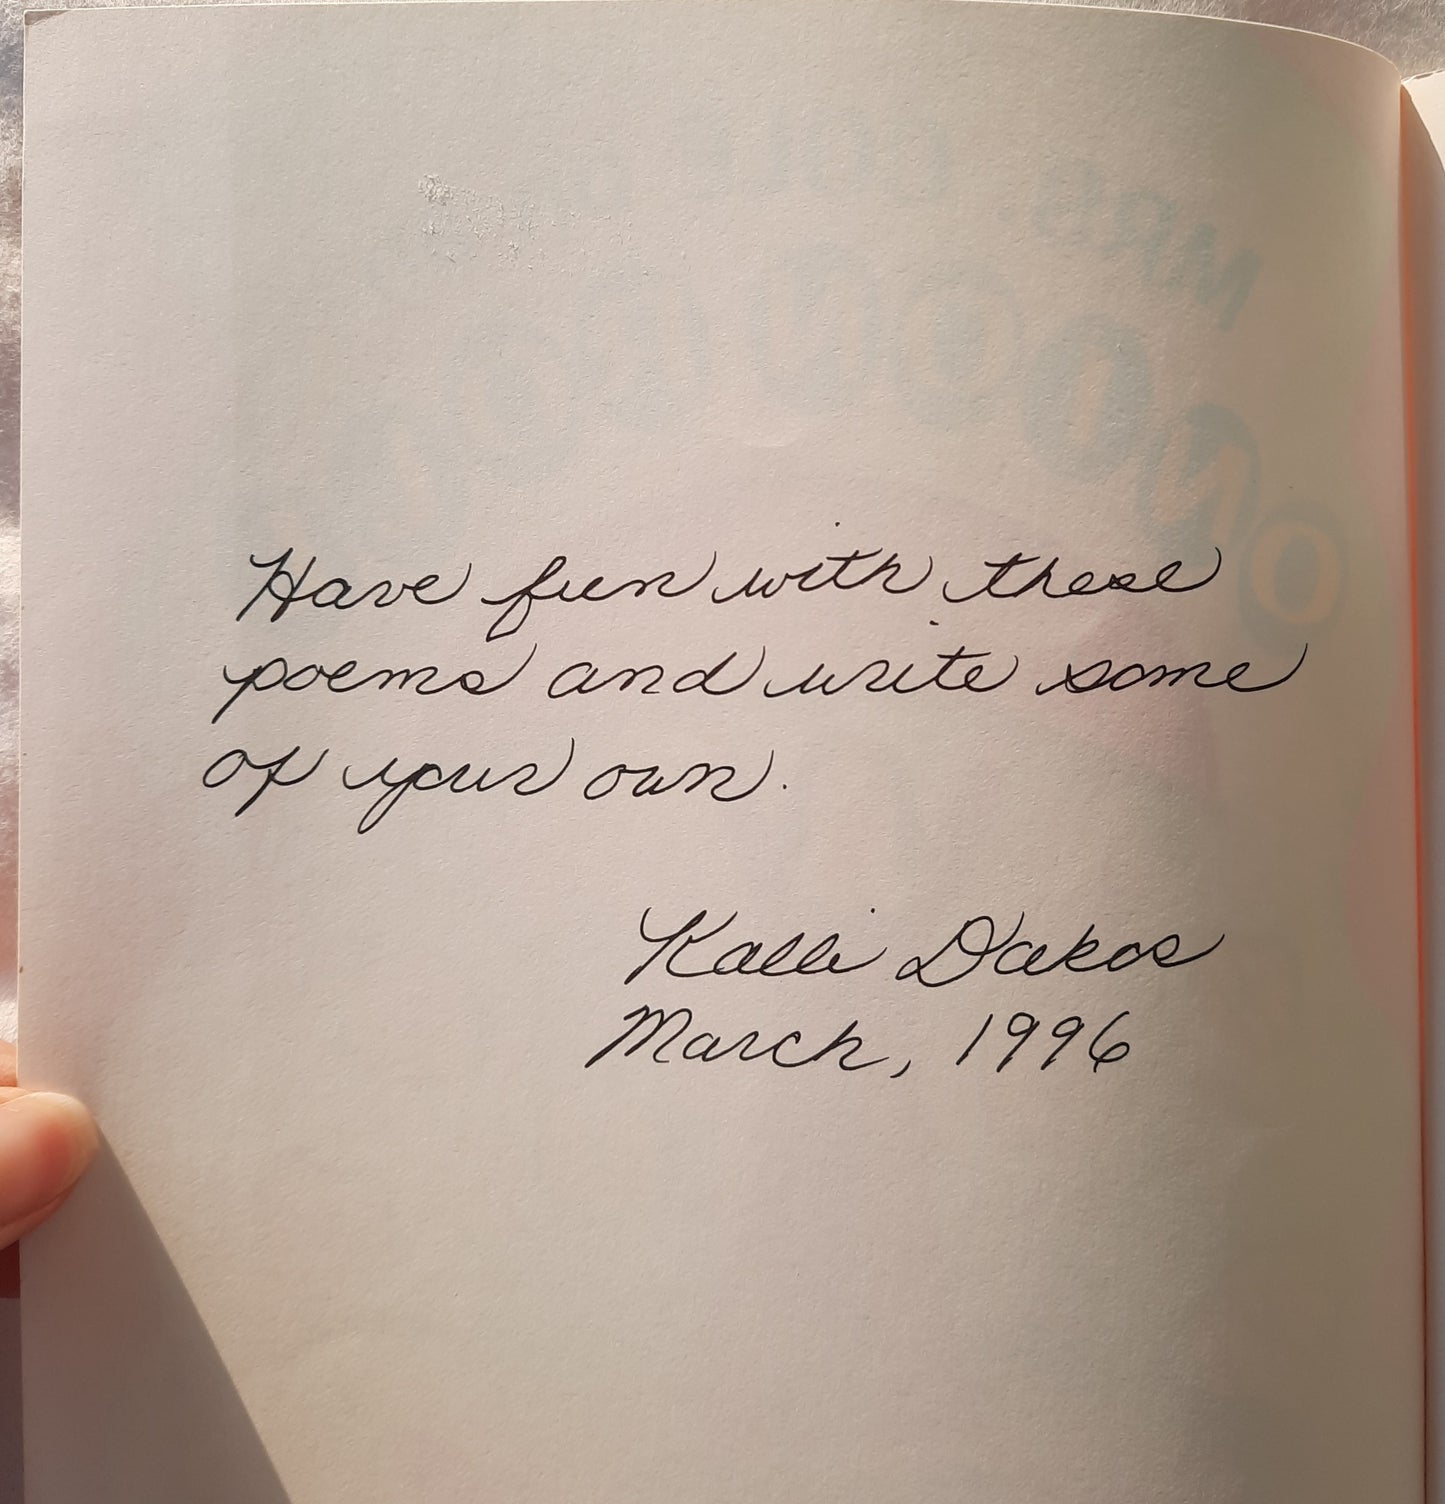 Have fun with these
poems and write some
of your own.
Kalli Dakos
March, 1996